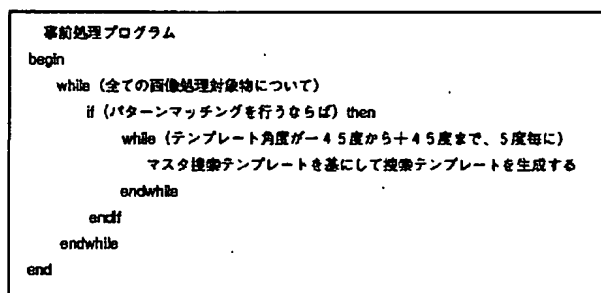 事前処理プログラム
begin
while (全ての画像処理対象物について)
if (パターンマッチングを行うならば) then
while (テンプレート角度が－４５度から＋４５度まで、５度毎に)
マスタ捜索テンプレートを基にして捜索テンプレートを生成する
endwhile
endif
endwhile
end